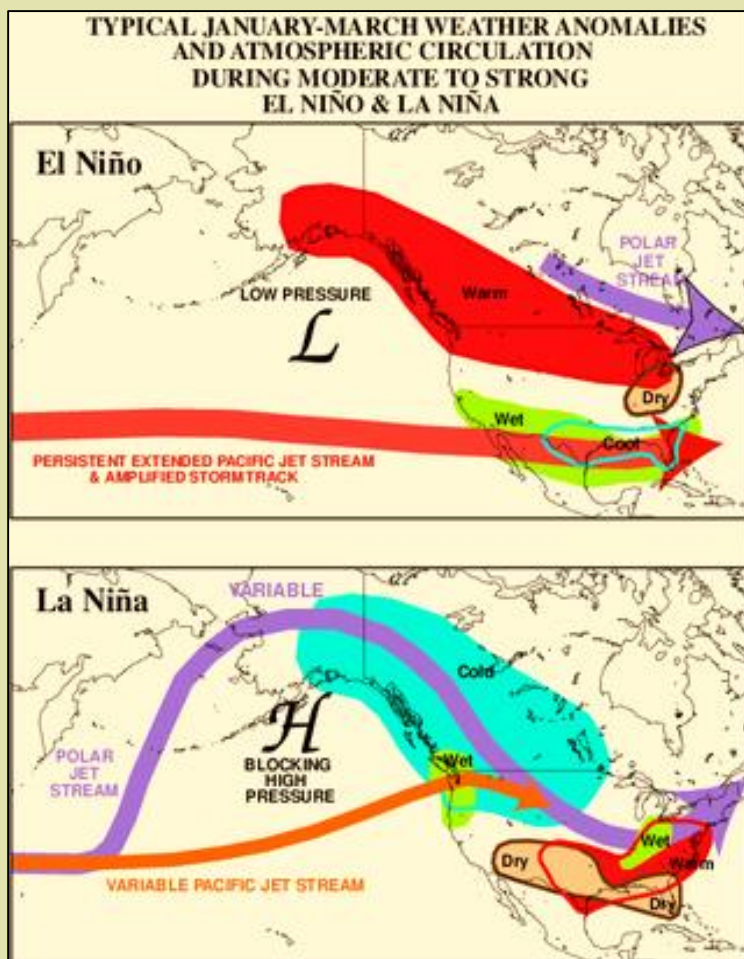 TYPICAL JANUARY-MARCH WEATHER ANOMALIES
AND ATMOSPHERIC CIRCULATION
DURING MODERATE TO STRONG
EL NIÑO & LA NIÑA
El Niño
POLAR
JET
STREAM
LOW PRESSURE
L
Warm
Dry
Wet
Cool
PERSISTENT EXTENDED PACIFIC JET STREAM
& AMPLIFIED STORM TRACK
La Niña
VARIABLE
Cold
H
BLOCKING
HIGH
PRESSURE
POLAR
JET
STREAM
Wet
Wet
Dry
Warm
Dry
VARIABLE PACIFIC JET STREAM